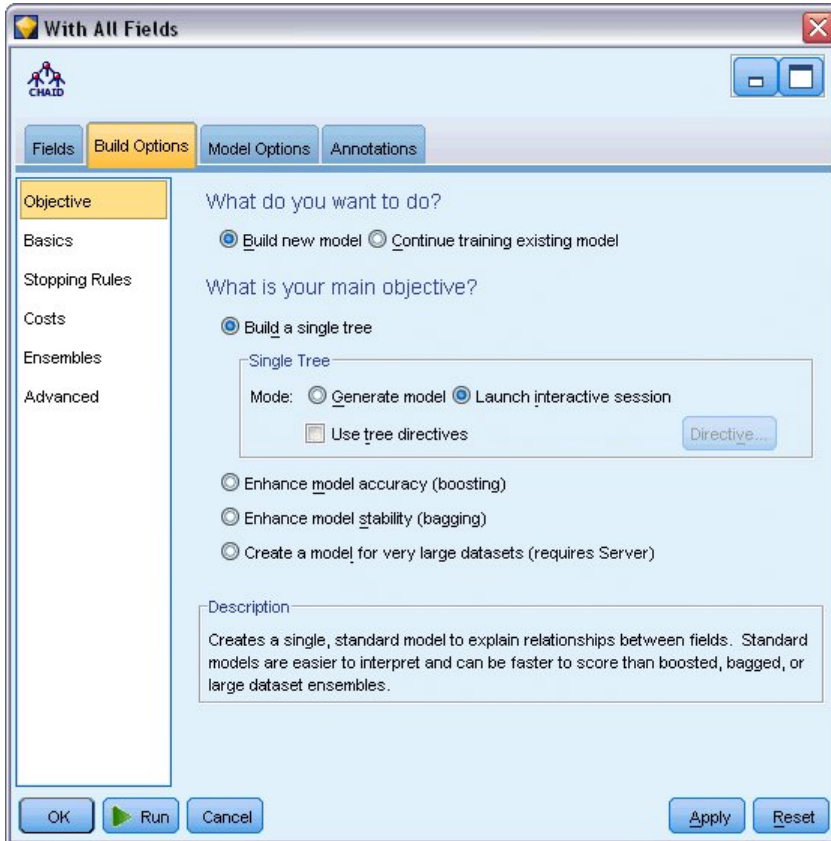 With All Fields
CHAID
Fields Build Options Model Options Annotations
Objective
Basics
Stopping Rules
Costs
Ensembles
Advanced
What do you want to do?
Build new model Continue training existing model
What is your main objective?
Build a single tree
Single Tree
Mode: Generate model Launch interactive session
Use tree directives Directive...
Enhance model accuracy (boosting)
Enhance model stability (bagging)
Create a model for very large datasets (requires Server)
Description
Creates a single, standard model to explain relationships between fields. Standard
models are easier to interpret and can be faster to score than boosted, bagged, or
large dataset ensembles.
OK Run Cancel Apply Reset